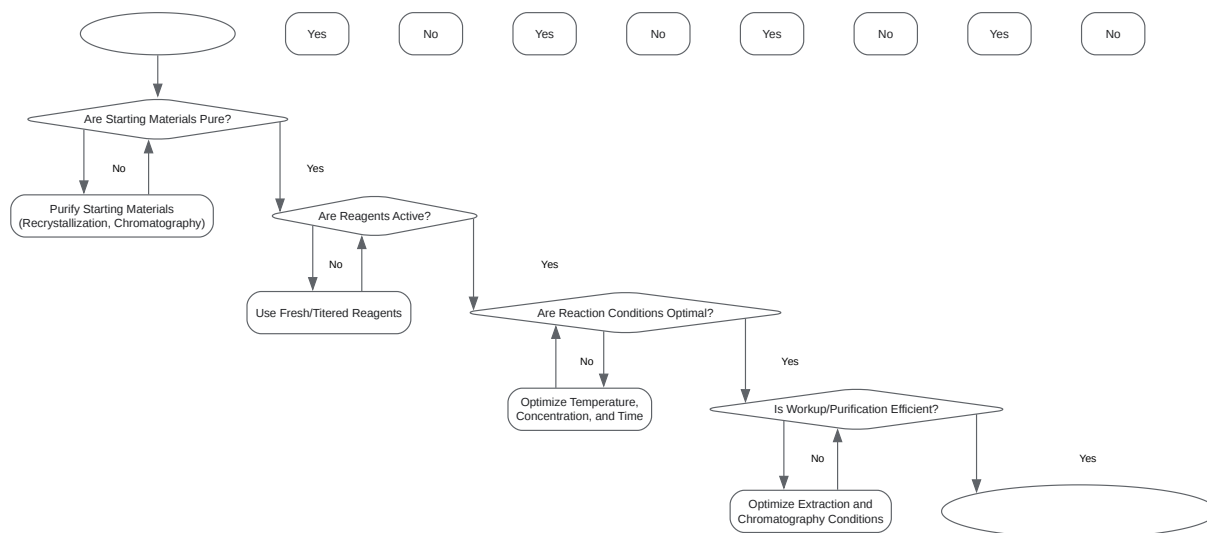 Yes
No
Yes
No
Yes
No
Yes
No
Are Starting Materials Pure?
No
Yes
Purify Starting Materials
(Recrystallization, Chromatography)
Are Reagents Active?
No
Yes
Use Fresh/Titered Reagents
Are Reaction Conditions Optimal?
No
Yes
Optimize Temperature,
Concentration, and Time
Is Workup/Purification Efficient?
No
Yes
Optimize Extraction and
Chromatography Conditions